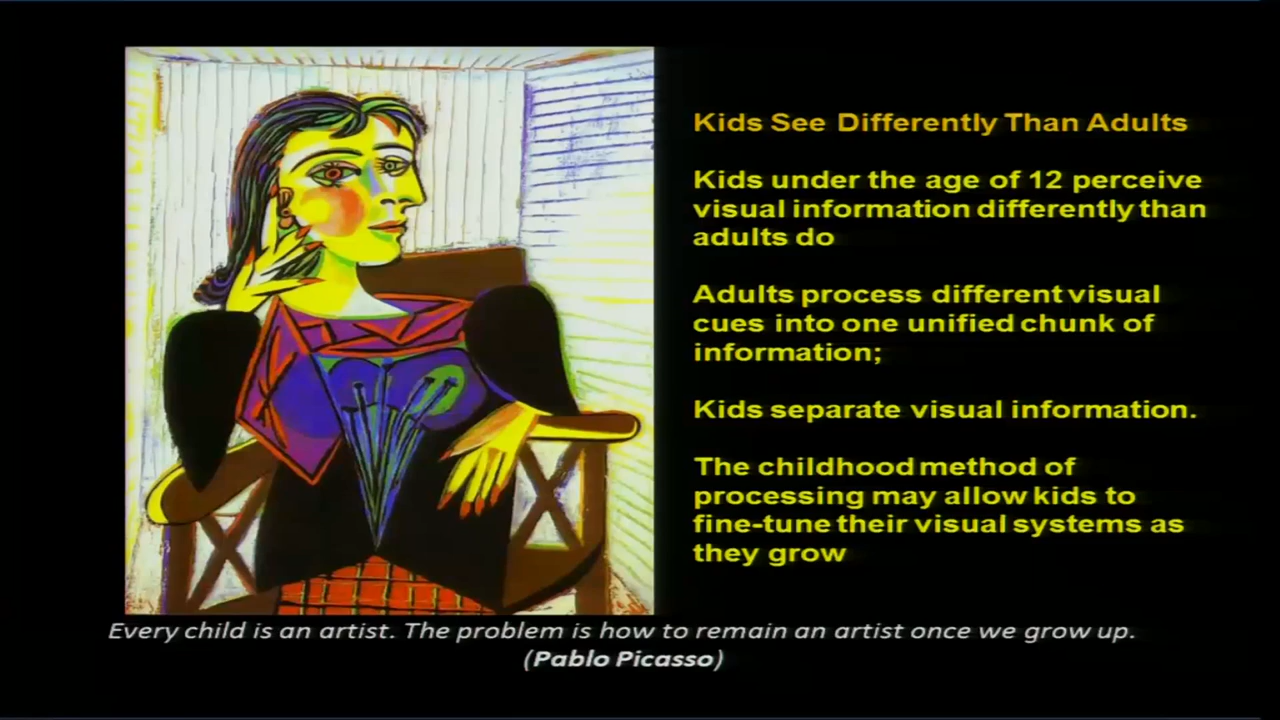 Kids See Differently Than Adults
Kids under the age of 12 perceive
visual information differently than
adults do
Adults process different visual
cues into one unified chunk of
information;
Kids separate visual information.
The childhood method of
processing may allow kids to
fine-tune their visual systems as
they grow
Every child is an artist. The problem is how to remain an artist once we grow up.
(Pablo Picasso)